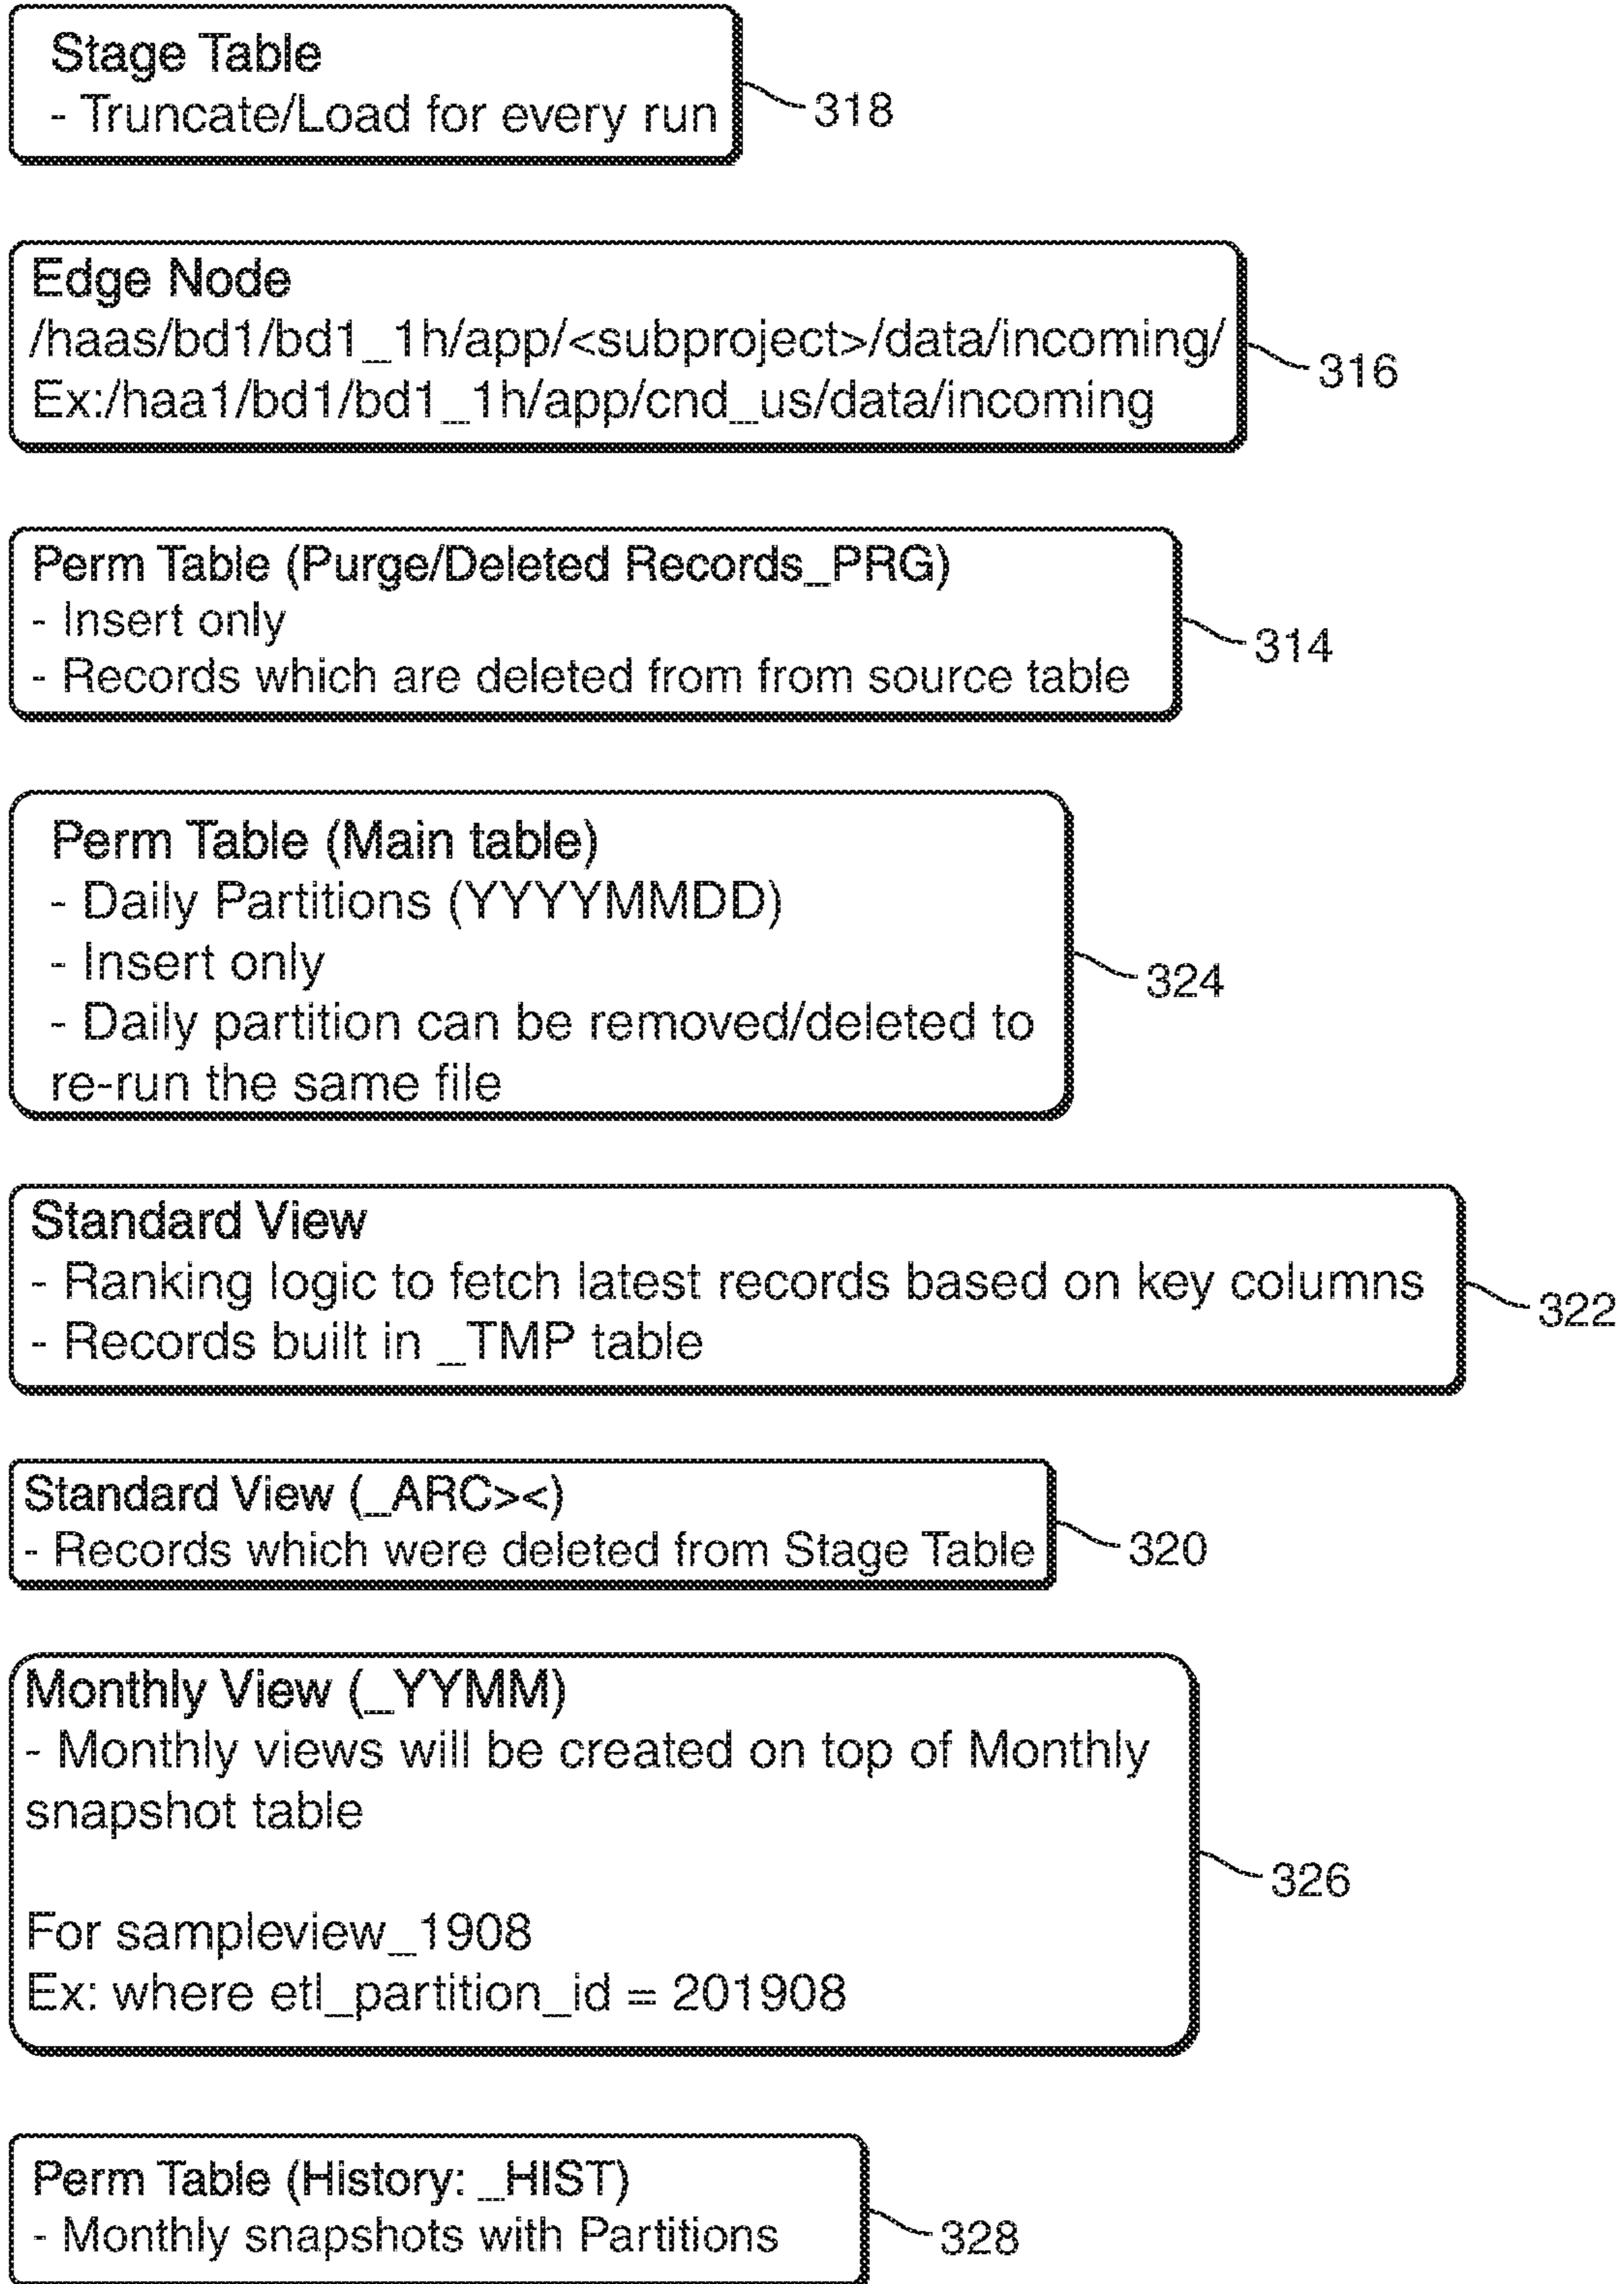 Stage Table
- Truncate/Load for every run
318
Edge Node
/haas/bd1/bd1_1h/app/<subproject>/data/incoming/
Ex:/haa1/bd1/bd1_1h/app/cnd_us/data/incoming
316
Perm Table (Purge/Deleted Records_PRG)
- Insert only
- Records which are deleted from from source table
314
Perm Table (Main table)
- Daily Partitions (YYYYMMDD)
- Insert only
- Daily partition can be removed/deleted to
re-run the same file
324
Standard View
- Ranking logic to fetch latest records based on key columns
- Records built in _TMP table
322
Standard View (_ARC><)
- Records which were deleted from Stage Table
320
Monthly View (_YYMM)
- Monthly views will be created on top of Monthly
snapshot table
For sampleview_1908
Ex: where etl_partition_id = 201908
326
Perm Table (History: _HIST)
- Monthly snapshots with Partitions
328